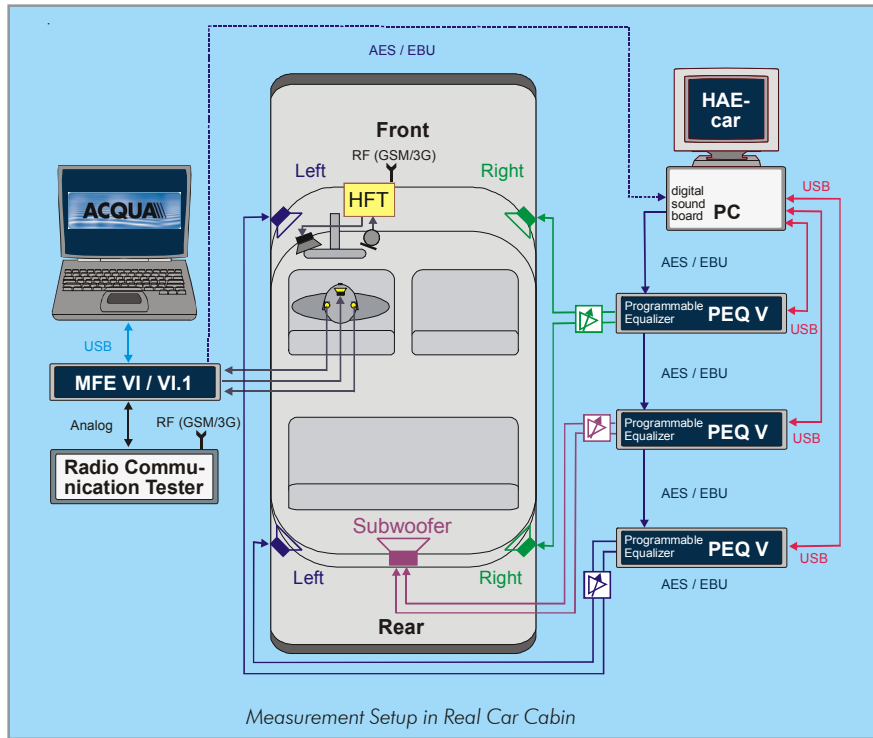 AES / EBU
HAE-
car
Front
RF (GSM/3G)
Left
HFT
Right
USB
digital
sound
board
PC
ACQUA
AES / EBU
Programmable
Equalizer
PEQ V
USB
USB
MFE VI / VI.1
AES / EBU
Analog
RF (GSM/3G)
Programmable
Equalizer
PEQ V
USB
Radio Commu-
nication Tester
AES / EBU
Subwoofer
Programmable
Equalizer
PEQ V
USB
Left
Right
AES / EBU
Rear
Measurement Setup in Real Car Cabin